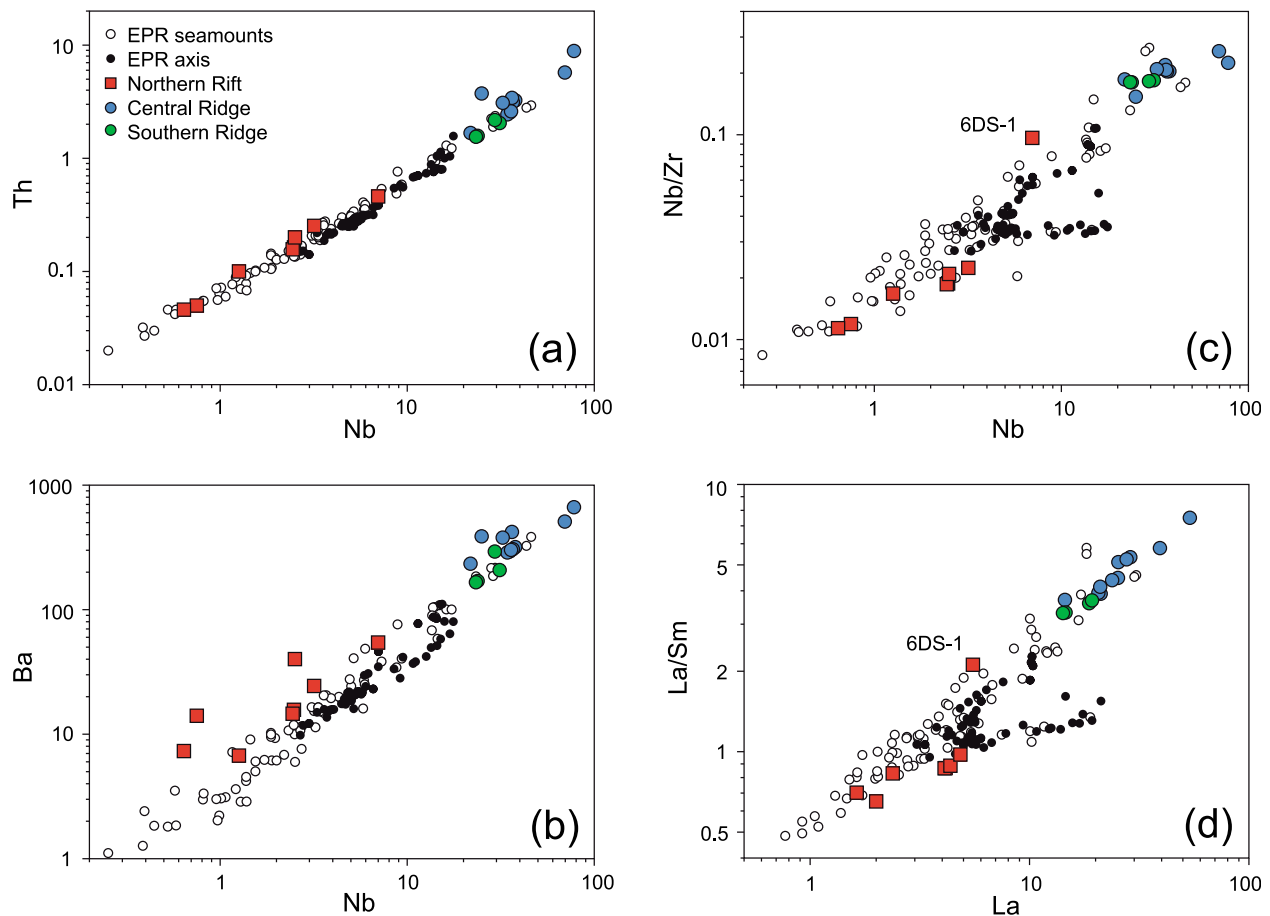 10
1
0.1
0.01
Th
EPR seamounts
EPR axis
Northern Rift
Central Ridge
Southern Ridge
(a)
1
10
100
Nb
0.1
0.01
Nb/Zr
6DS-1
(c)
1
10
100
Nb
1000
100
10
1
Ba
(b)
1
10
100
Nb
10
5
2
1
0.5
La/Sm
6DS-1
(d)
1
10
100
La